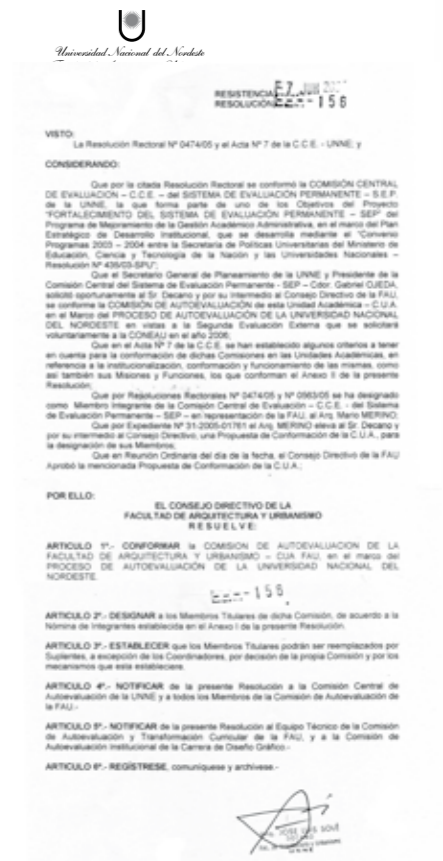 Universidad Nacional del Nordeste
RESISTENCIA, 7 JUN
RESOLUCIÓN 156
VISTO:
La Resolución Rectoral Nº 0474/05 y el Acta Nº 7 de la C.C.E. - UNNE; y
CONSIDERANDO:
Que por la citada Resolución Rectoral se conformó la COMISIÓN CENTRAL
DE EVALUACIÓN – C.C.E. – del SISTEMA DE EVALUACIÓN PERMANENTE – S.E.P.
de la UNNE, la que forma parte de uno de los Objetivos del Proyecto
"FORTALECIMIENTO DEL SISTEMA DE EVALUACIÓN PERMANENTE – SEP" del
Programa de Mejoramiento de la Gestión Académico Administrativa, en el marco del Plan
Estratégico de Desarrollo Institucional, que se desarrolla mediante el "Convenio
Programas 2003 – 2004 entre la Secretaría de Políticas Universitarias del Ministerio de
Educación, Ciencia y Tecnología de la Nación y las Universidades Nacionales –
Resolución Nº 435/03-SPU";
Que el Secretario General de Planeamiento de la UNNE y Presidente de la
Comisión Central del Sistema de Evaluación Permanente - SEP – Cdor. Gabriel OJEDA,
solicitó oportunamente al Sr. Decano y por su intermedio al Consejo Directivo de la FAU,
se conforme la COMISIÓN DE AUTOEVALUACIÓN de esta Unidad Académica – C.U.A.
en el Marco del PROCESO DE AUTOEVALUACIÓN DE LA UNIVERSIDAD NACIONAL
DEL NORDESTE en vistas a la Segunda Evaluación Externa que se solicitará
voluntariamente a la CONEAU en el año 2006;
Que en el Acta Nº 7 de la C.C.E. se han establecido algunos criterios a tener
en cuenta para la conformación de dichas Comisiones en las Unidades Académicas, en
referencia a la institucionalización, conformación y funcionamiento de las mismas, como
así también sus Misiones y Funciones, los que conforman el Anexo II de la presente
Resolución;
Que por Resoluciones Rectorales Nº 0474/05 y Nº 0563/05 se ha designado
como Miembro Integrante de la Comisión Central de Evaluación – C.C.E. - del Sistema
de Evaluación Permanente – SEP – en representación de la FAU, al Arq. Mario MERINO;
Que por Expediente Nº 31-2005-01761 el Arq. MERINO eleva al Sr. Decano y
por su intermedio al Consejo Directivo, una Propuesta de Conformación de la C.U.A., para
la designación de sus Miembros;
Que en Reunión Ordinaria del día de la fecha, el Consejo Directivo de la FAU
Aprobó la mencionada Propuesta de Conformación de la C.U.A.;
POR ELLO:
EL CONSEJO DIRECTIVO DE LA
FACULTAD DE ARQUITECTURA Y URBANISMO
R E S U E L V E:
ARTICULO 1º.- CONFORMAR la COMISION DE AUTOEVALUACION DE LA
FACULTAD DE ARQUITECTURA Y URBANISMO – CUA FAU, en el marco del
PROCESO DE AUTOEVALUACIÓN DE LA UNIVERSIDAD NACIONAL DEL
NORDESTE.
156
ARTICULO 2º.- DESIGNAR a los Miembros Titulares de dicha Comisión, de acuerdo a la
Nómina de Integrantes establecida en el Anexo I de la presente Resolución.
ARTICULO 3º.- ESTABLECER que los Miembros Titulares podrán ser reemplazados por
Suplentes, a excepción de los Coordinadores, por decisión de la propia Comisión y por los
mecanismos que esta estableciere.
ARTICULO 4º.- NOTIFICAR de la presente Resolución a la Comisión Central de
Autoevaluación de la UNNE y a todos los Miembros de la Comisión de Autoevaluación de
la FAU.-
ARTICULO 5º.- NOTIFICAR de la presente Resolución al Equipo Técnico de la Comisión
de Autoevaluación y Transformación Curricular de la FAU, y a la Comisión de
Autoevaluación institucional de la Carrera de Diseño Gráfico.-
ARTICULO 6º.- REGÍSTRESE, comuníquese y archívese.-
JOSE LUIS